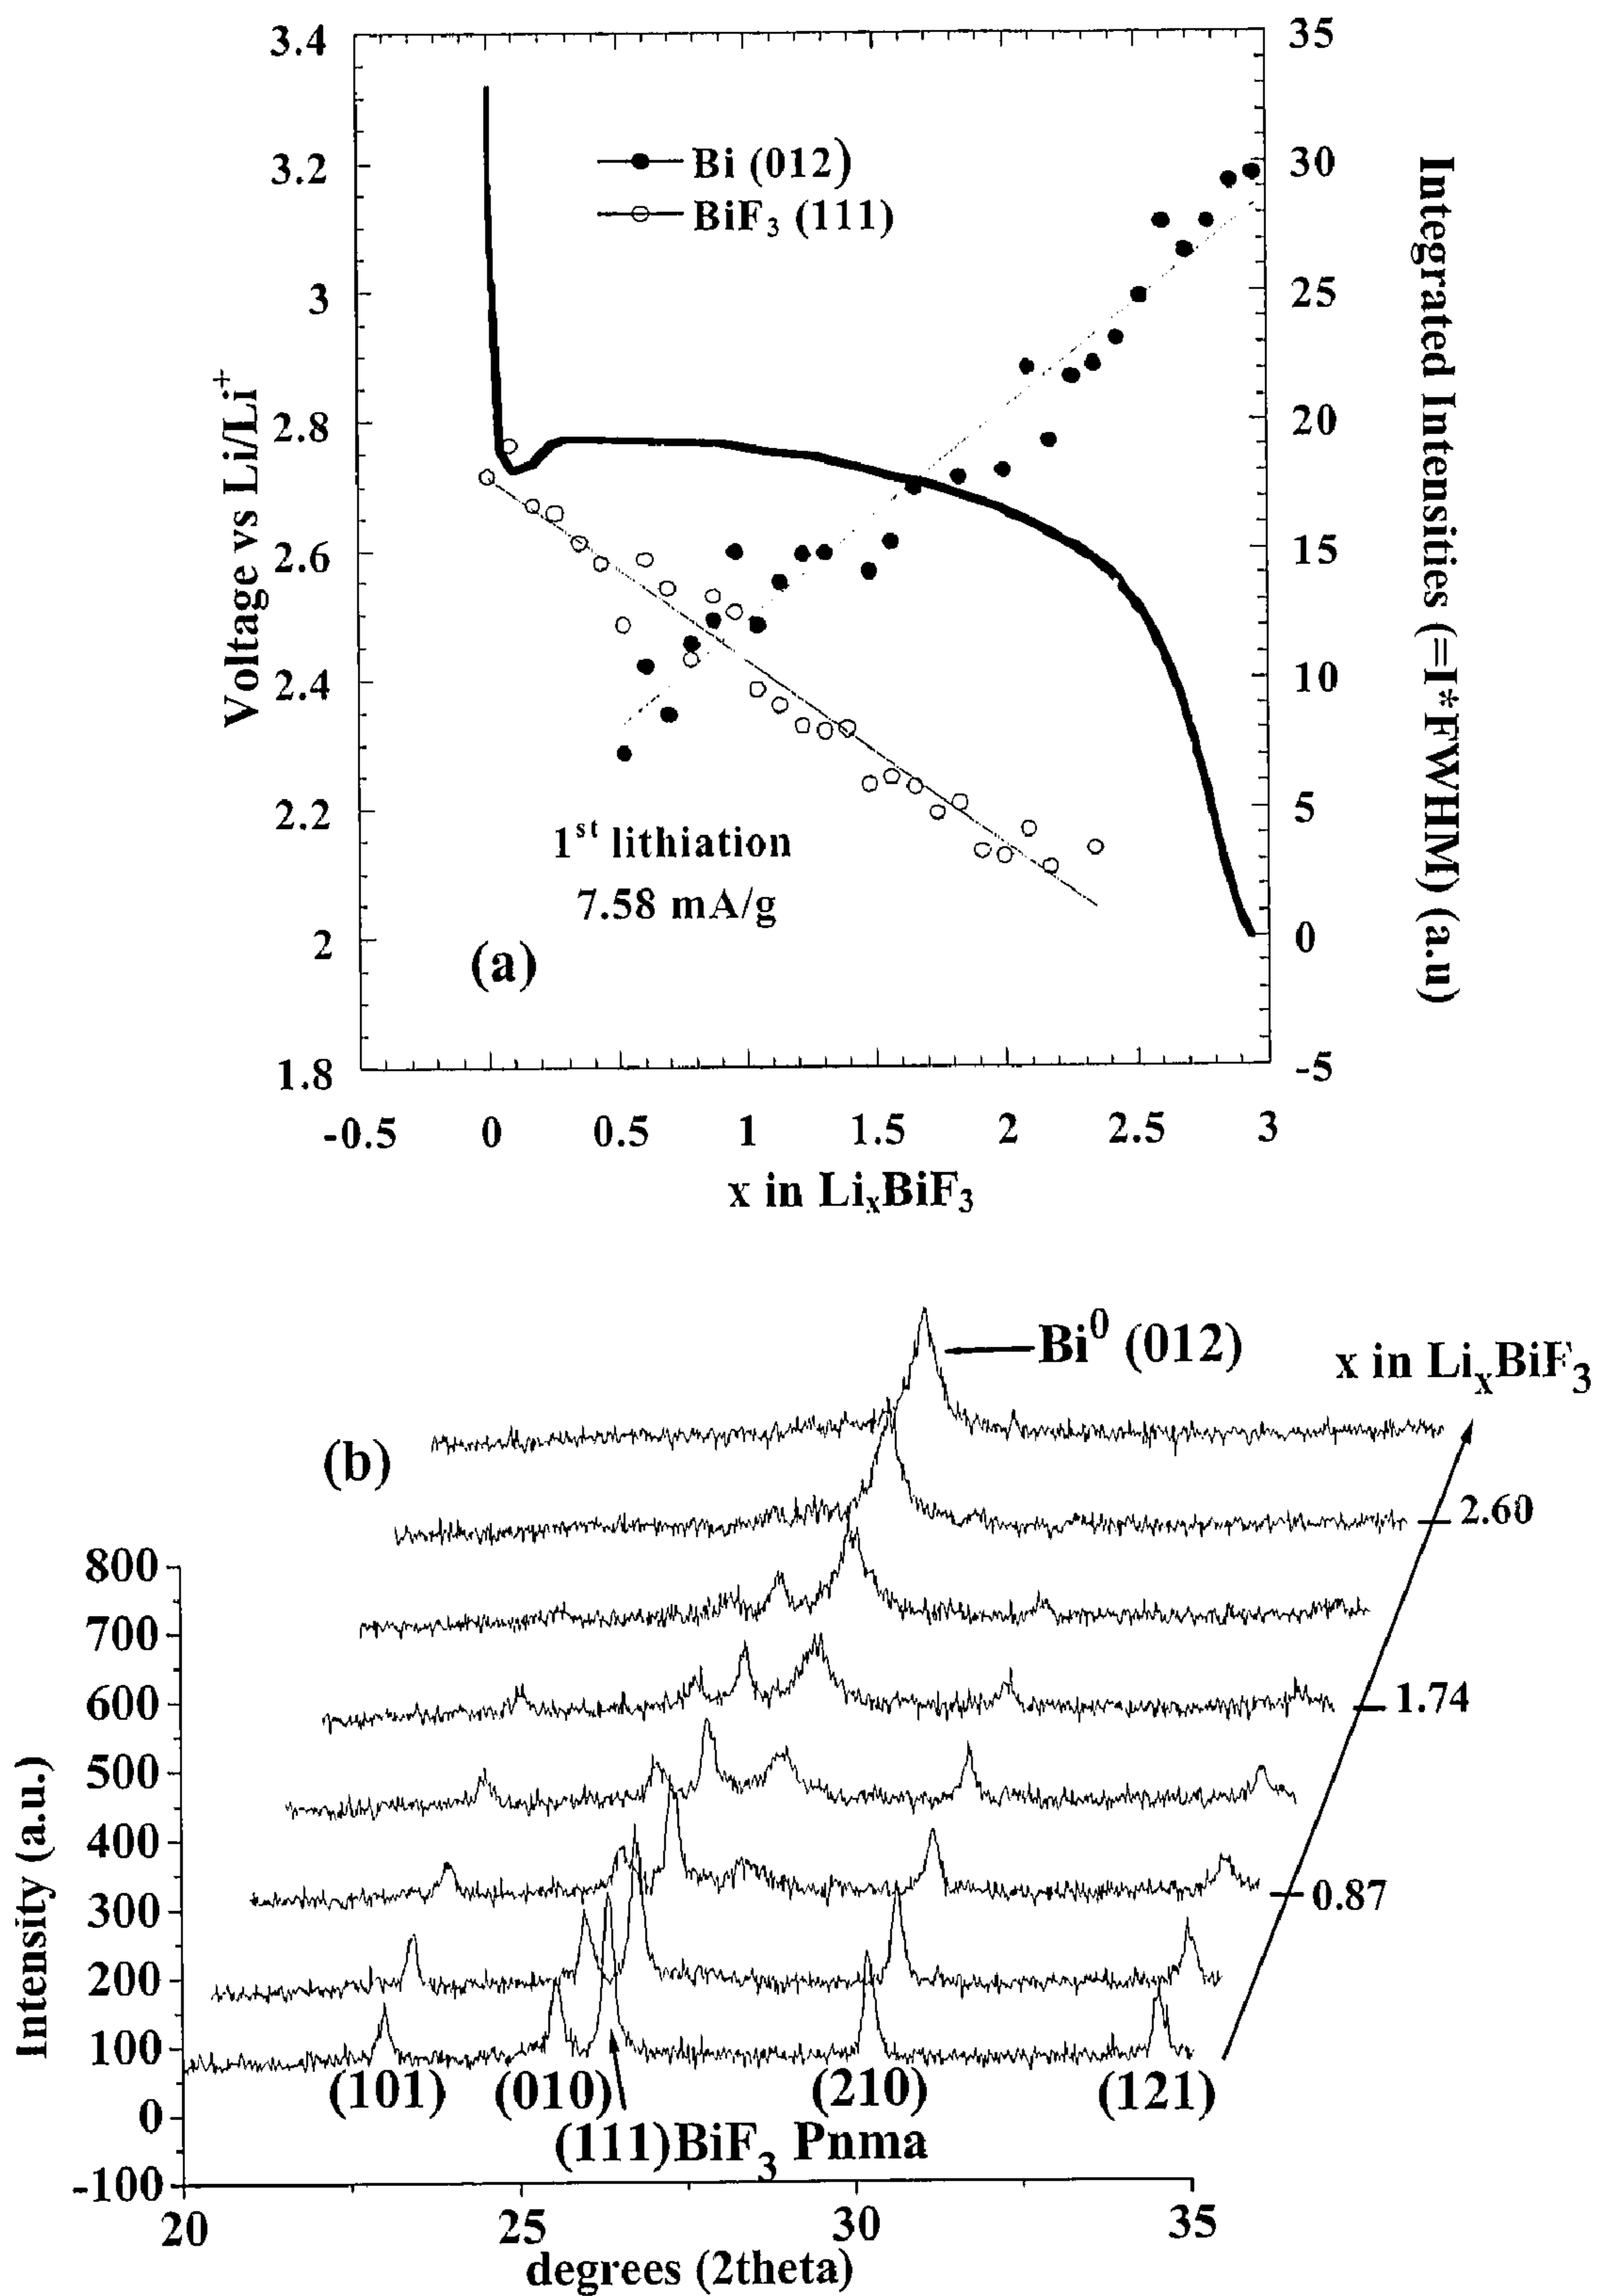 3.4
3.2
3
2.8
2.6
2.4
2.2
2
1.8
Voltage vs Li/Li⁺
Bi (012)
BiF₃ (111)
1ˢᵗ lithiation
7.58 mA/g
(a)
35
30
25
20
15
10
5
0
-5
Integrated Intensities (=I*FWHM) (a.u)
-0.5 0 0.5 1 1.5 2 2.5 3
x in LiₓBiF₃
Bi⁰ (012)
x in LiₓBiF₃
(b)
2.60
1.74
0.87
800
700
600
500
400
300
200
100
0
-100
Intensity (a.u.)
(101) (010) (210) (121)
(111)BiF₃ Pnma
20 25 30 35
degrees (2theta)